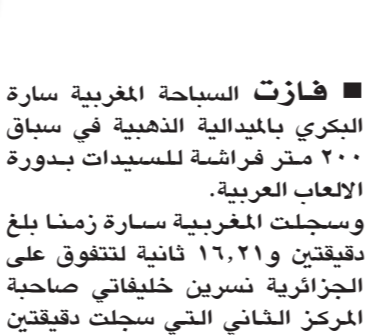 ■ فازت السباحة المغربية سارة
البكري بالميدالية الذهبية في سباق
٢٠٠ متر فراشة للسيدات بدورة
الالعاب العربية.
وسجلت المغربية سارة زمنا بلغ
دقيقتين و١٦,٢١ ثانية لتتفوق على
الجزائرية نسرين خليفاتي صاحبة
المركز الثاني التي سجلت دقيقتين